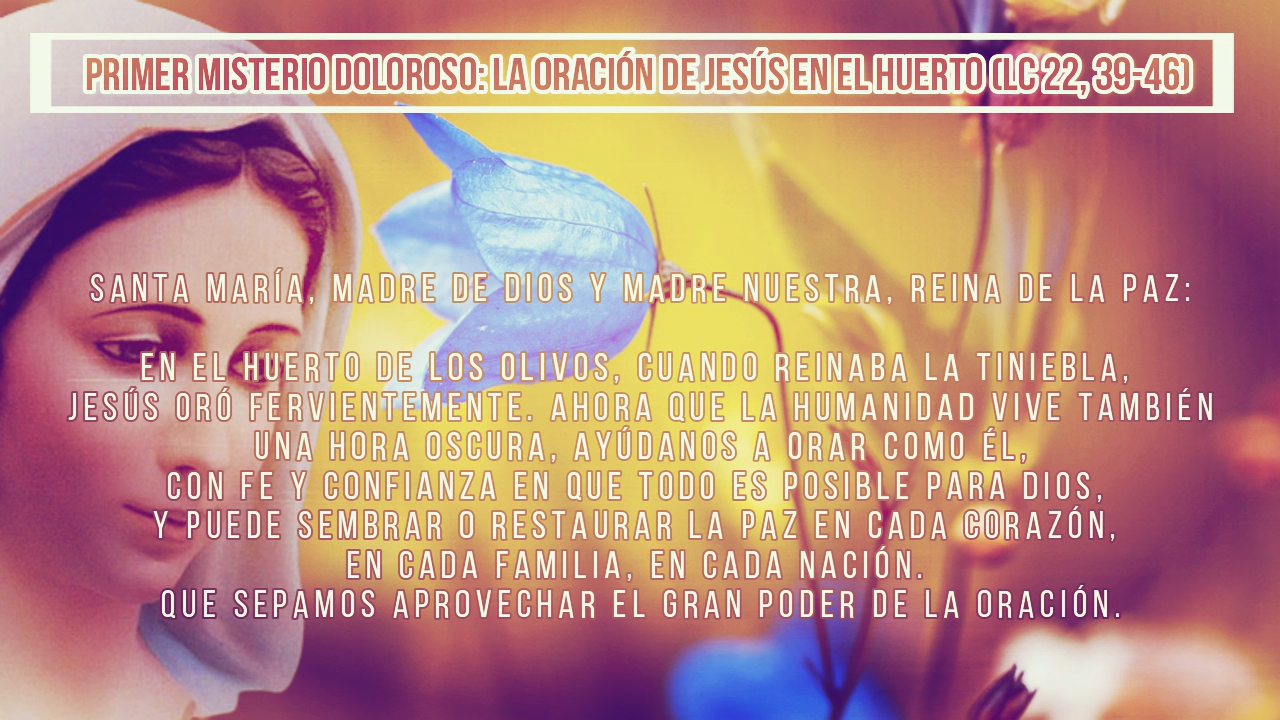 PRIMER MISTERIO DOLOROSO: LA ORACIÓN DE JESÚS EN EL HUERTO (LC 22, 39-46)
SANTA MARÍA, MADRE DE DIOS Y MADRE NUESTRA, REINA DE LA PAZ:
EN EL HUERTO DE LOS OLIVOS, CUANDO REINABA LA TINIEBLA,
JESÚS ORÓ FERVIENTEMENTE. AHORA QUE LA HUMANIDAD VIVE TAMBIÉN
UNA HORA OSCURA, AYÚDANOS A ORAR COMO ÉL,
CON FE Y CONFIANZA EN QUE TODO ES POSIBLE PARA DIOS,
Y PUEDE SEMBRAR O RESTAURAR LA PAZ EN CADA CORAZÓN,
EN CADA FAMILIA, EN CADA NACIÓN.
QUE SEPAMOS APROVECHAR EL GRAN PODER DE LA ORACIÓN.